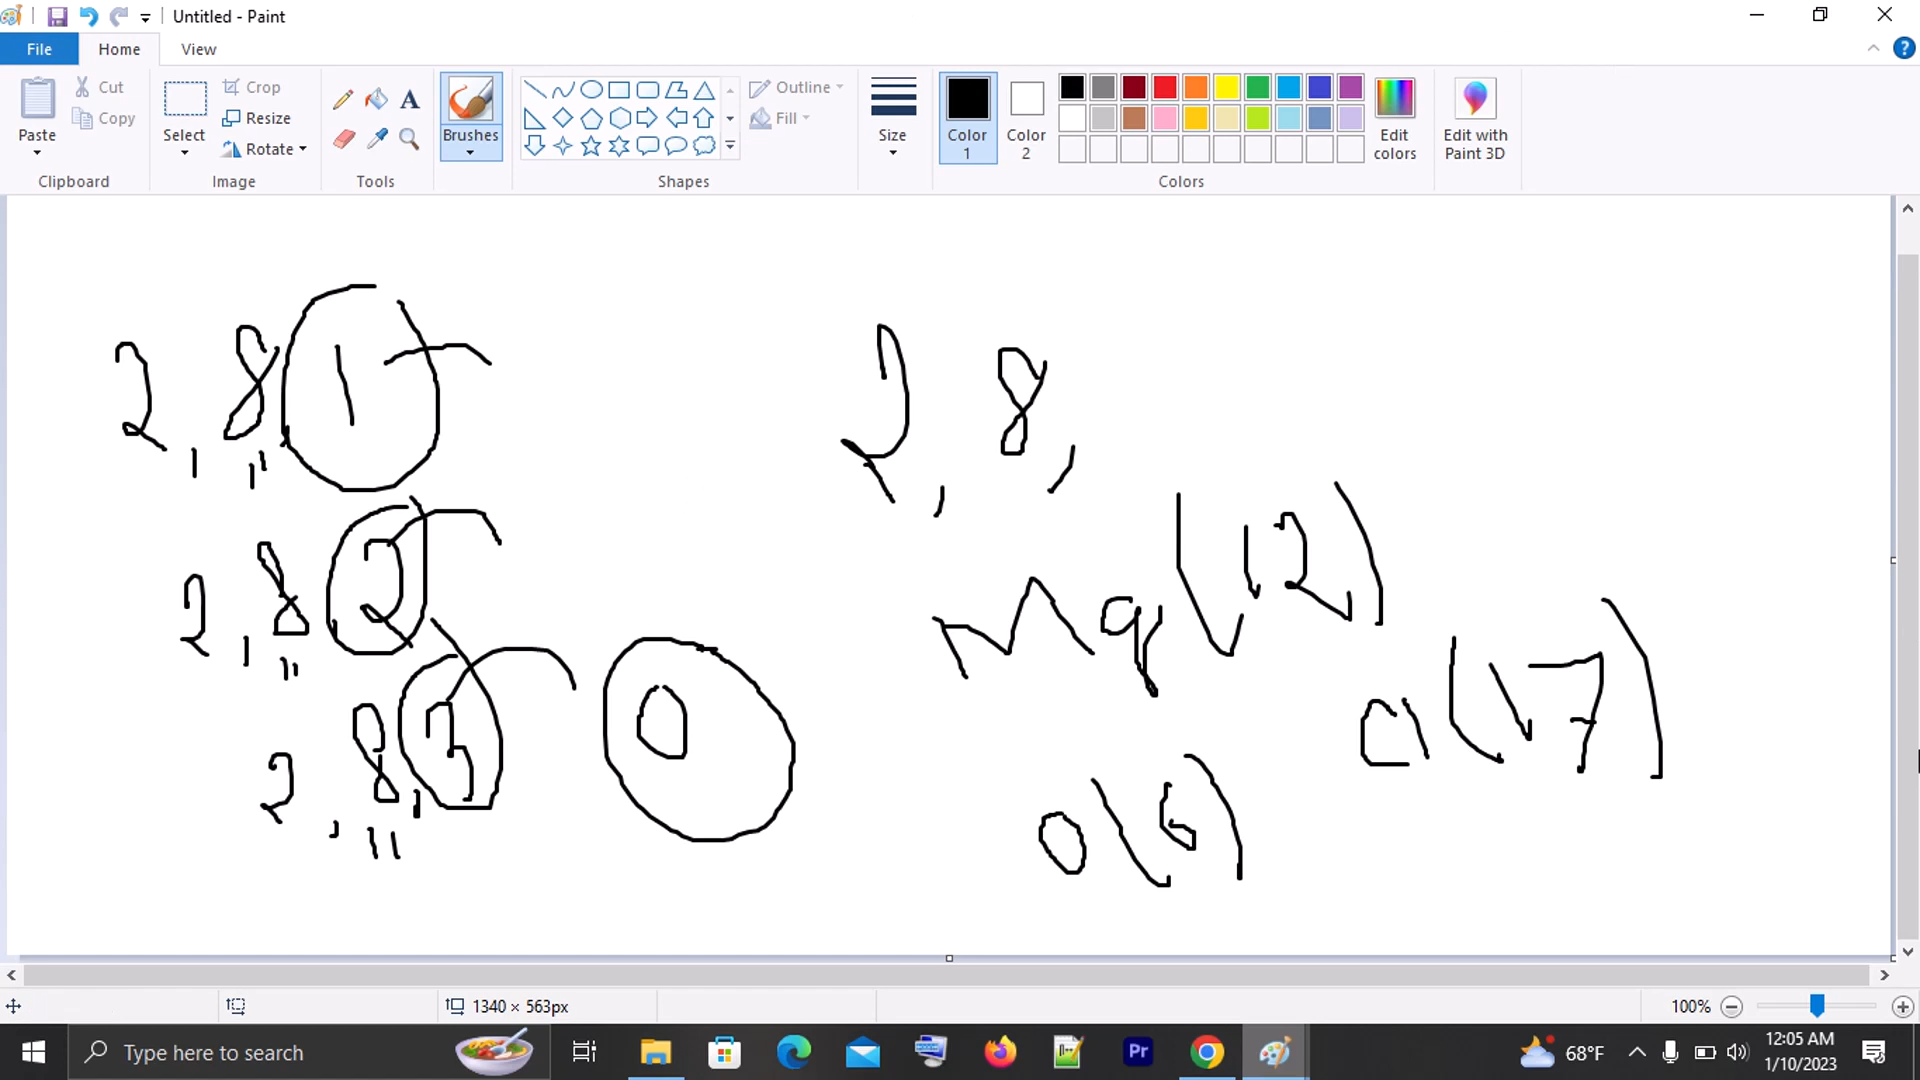 Untitled - Paint
File Home View
Paste Cut Copy
Clipboard
Select Crop Resize Rotate
Image
Tools
Brushes
Shapes
Outline Fill
Size
Color 1
Color 2
Edit colors
Colors
Edit with Paint 3D
2, 8, 1
2, 8, 2
2, 8, 3
0
2, 8,
Mg(12)
Cl(17)
O(6)
1340 × 563px
100%
Type here to search
Pr
68°F
12:05 AM
1/10/2023